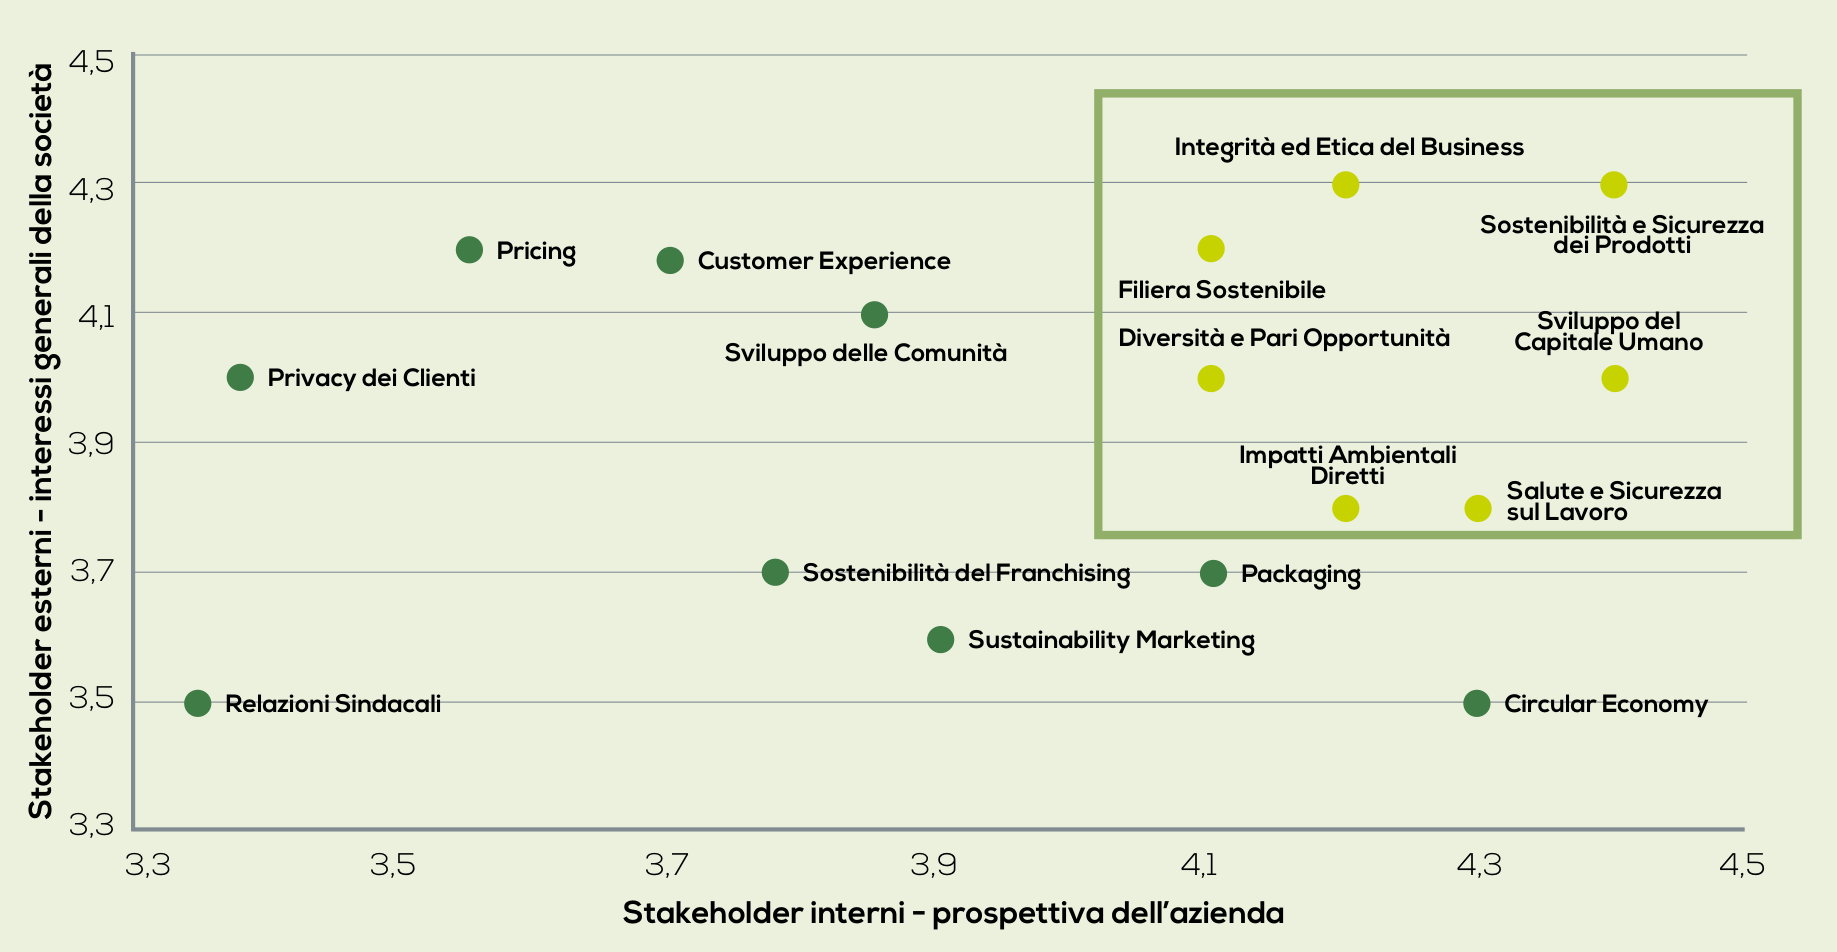 Stakeholder esterni - interessi generali della società
4,5
4,3
4,1
3,9
3,7
3,5
3,3
Integrità ed Etica del Business
Sostenibilità e Sicurezza
dei Prodotti
Pricing
Customer Experience
Filiera Sostenibile
Sviluppo delle Comunità
Diversità e Pari Opportunità
Sviluppo del
Capitale Umano
Privacy dei Clienti
Impatti Ambientali
Diretti
Salute e Sicurezza
sul Lavoro
Sostenibilità del Franchising
Packaging
Sustainability Marketing
Relazioni Sindacali
Circular Economy
3,3
3,5
3,7
3,9
4,1
4,3
4,5
Stakeholder interni - prospettiva dell’azienda